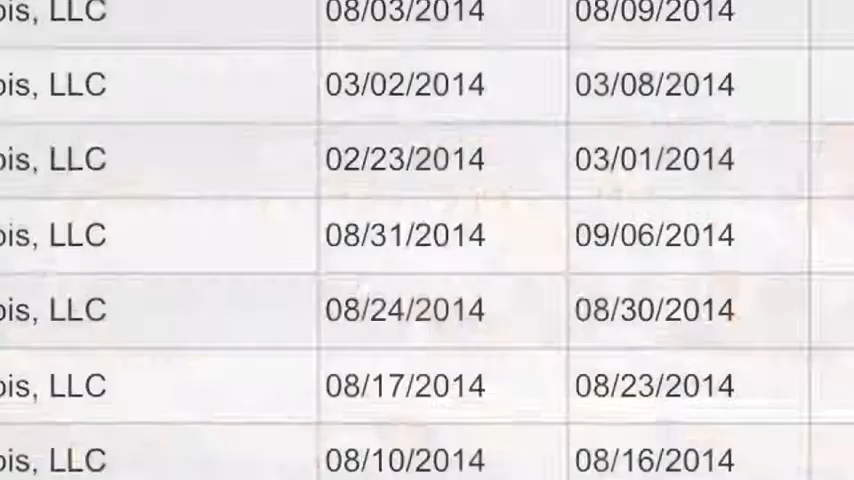 ois, LLC 08/03/2014 08/09/2014
ois, LLC 03/02/2014 03/08/2014
ois, LLC 02/23/2014 03/01/2014
ois, LLC 08/31/2014 09/06/2014
ois, LLC 08/24/2014 08/30/2014
ois, LLC 08/17/2014 08/23/2014
ois, LLC 08/10/2014 08/16/2014